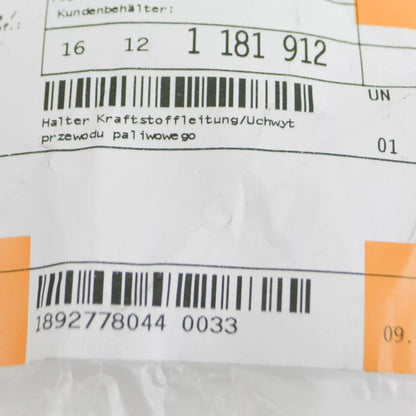 Kundenbehälter:
16 12 1 181 912
UN
Halter Kraftstoffleitung/Uchwyt
przewodu paliwowego
01
1892778044 0033
09.